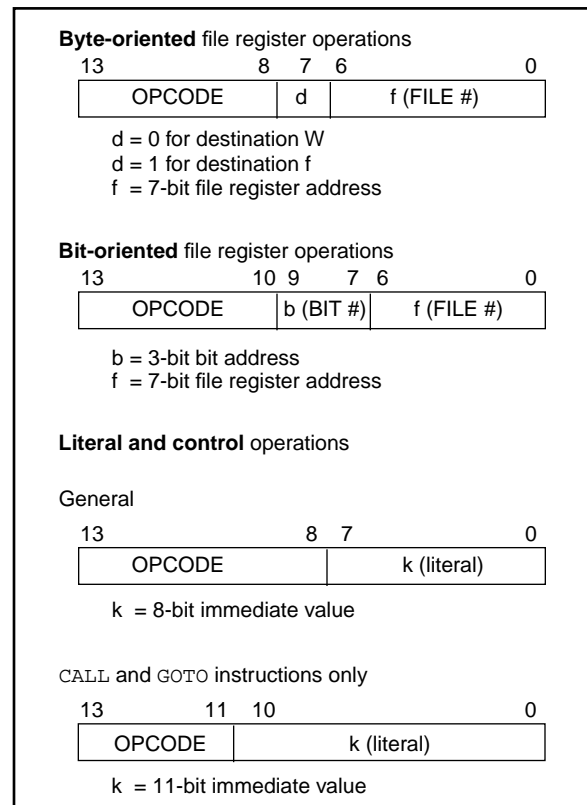 Byte-oriented file register operations
13 8 7 6 0
OPCODE d f (FILE #)
d = 0 for destination W
d = 1 for destination f
f = 7-bit file register address
Bit-oriented file register operations
13 10 9 7 6 0
OPCODE b (BIT #) f (FILE #)
b = 3-bit bit address
f = 7-bit file register address
Literal and control operations
General
13 8 7 0
OPCODE k (literal)
k = 8-bit immediate value
CALL and GOTO instructions only
13 11 10 0
OPCODE k (literal)
k = 11-bit immediate value